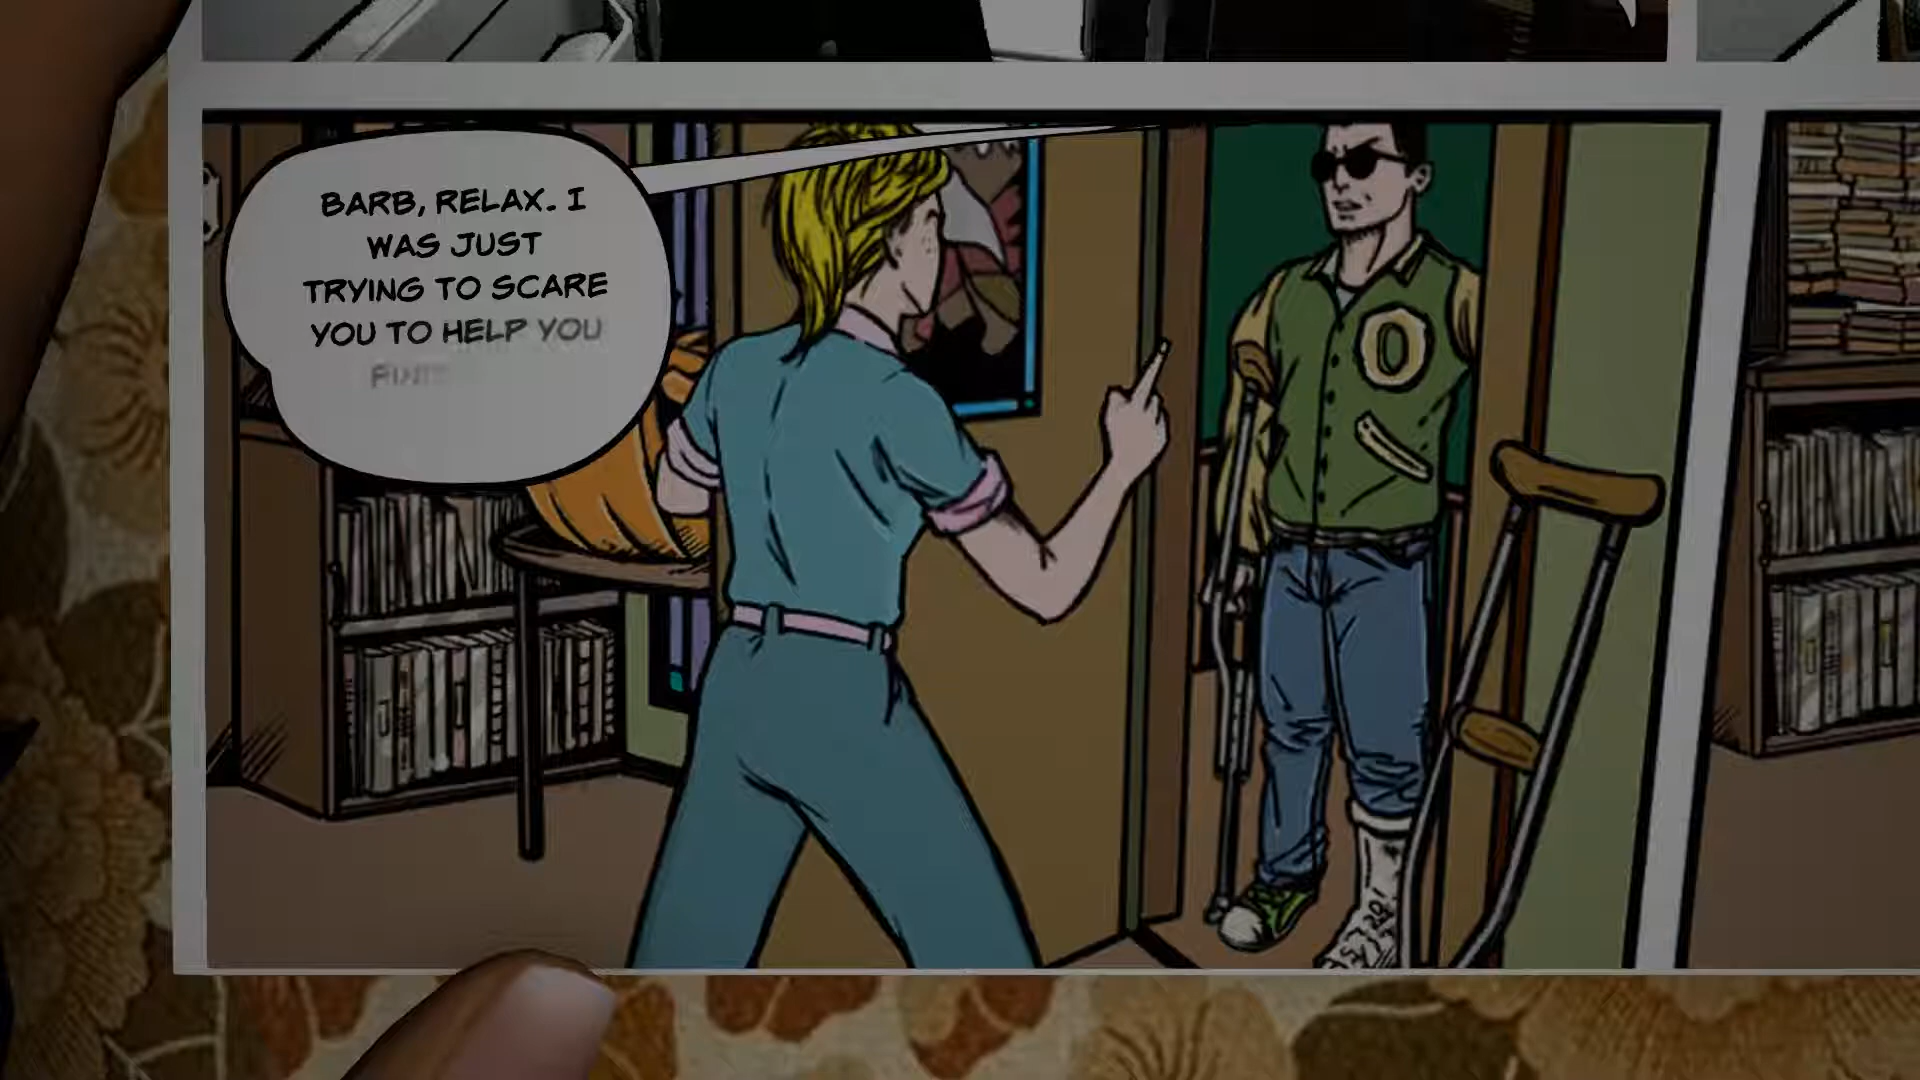 BARB, RELAX. I
WAS JUST
TRYING TO SCARE
YOU TO HELP YOU
O